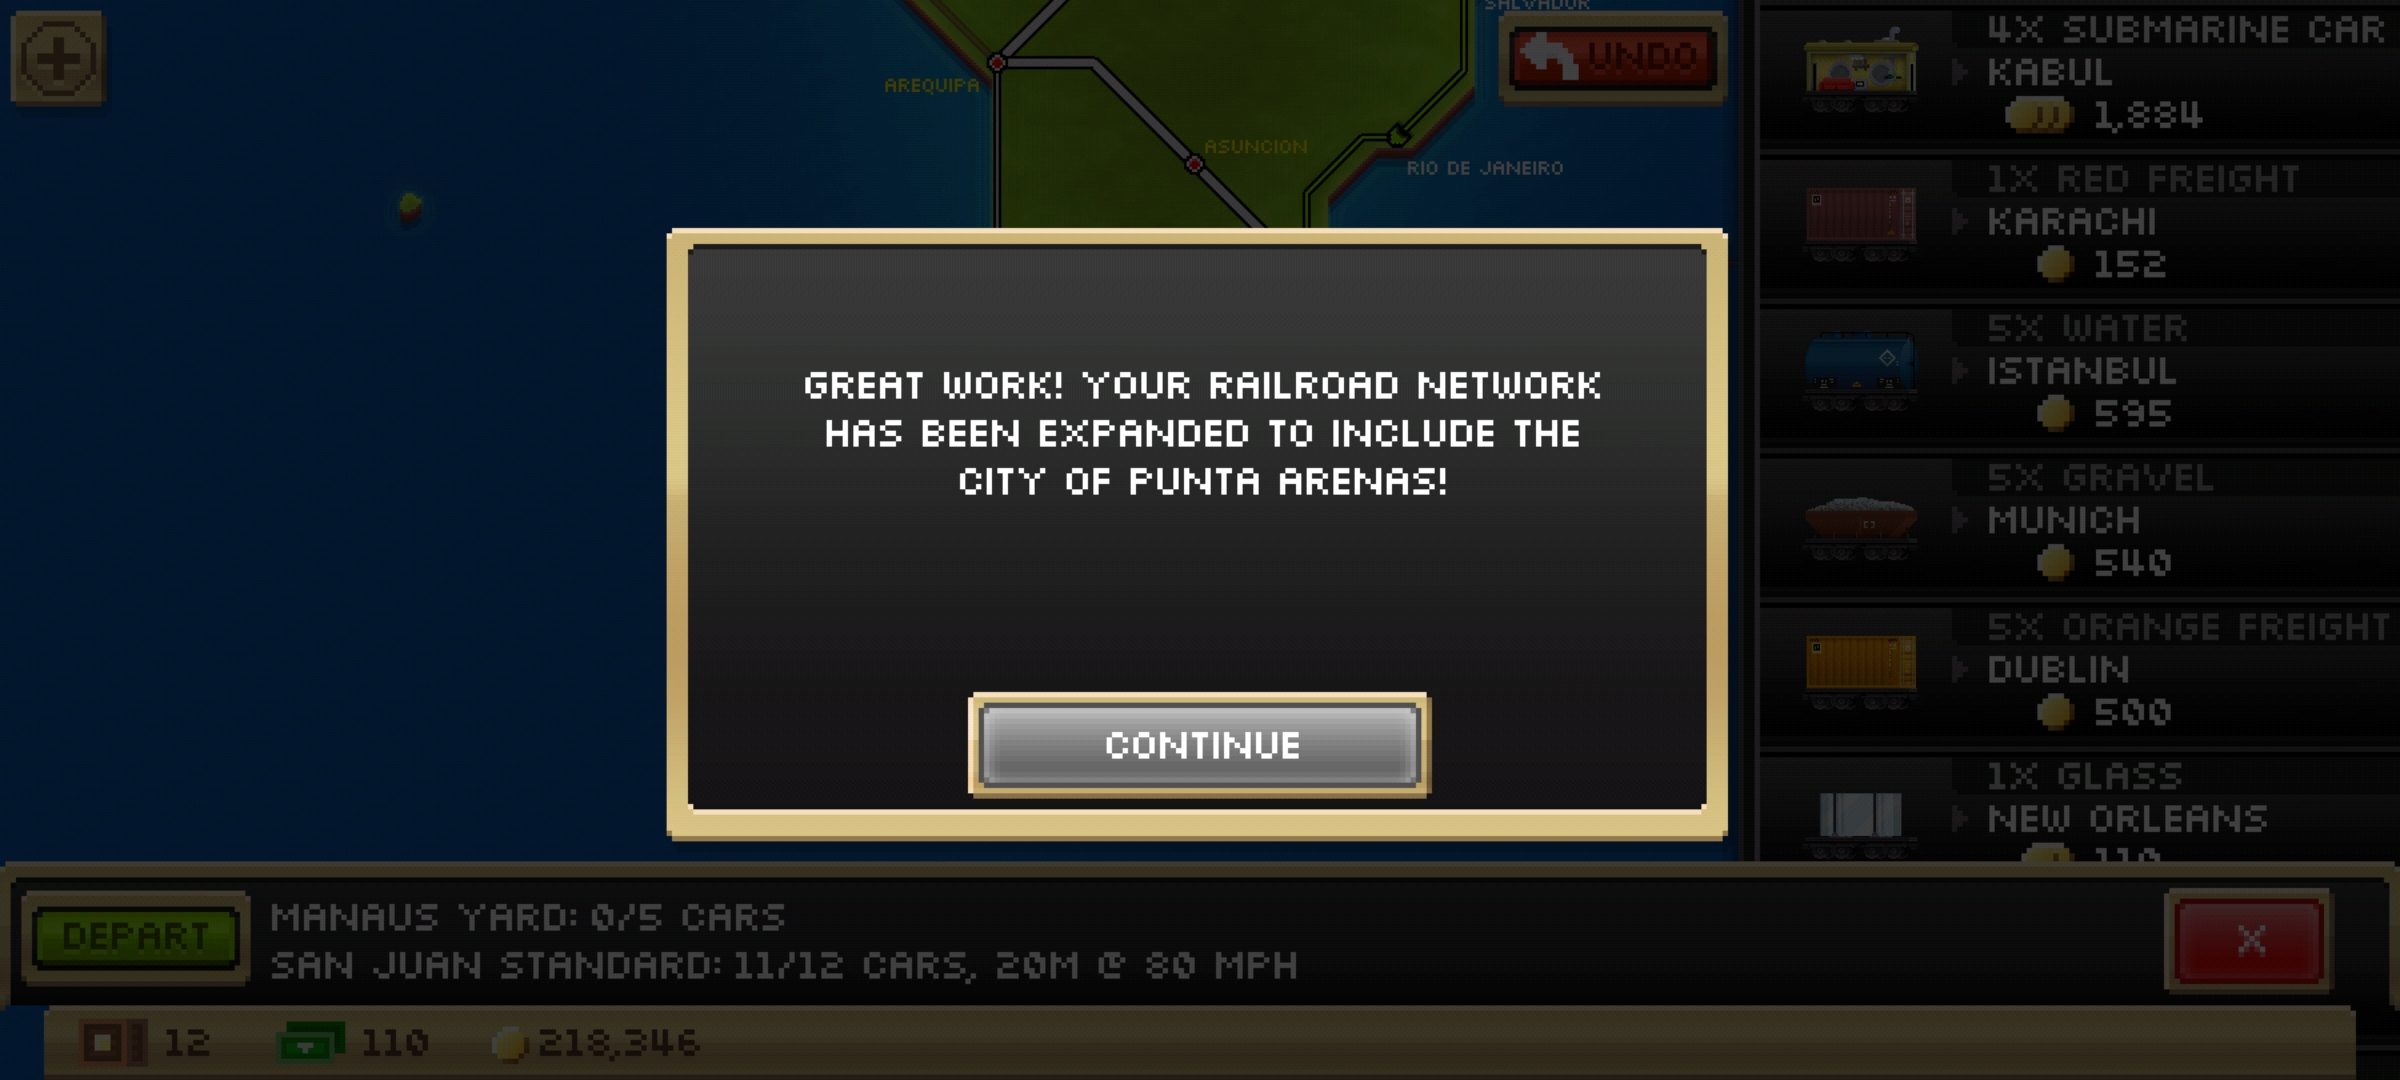 SALVADOR
UNDO
AREQUIPA
ASUNCION
RIO DE JANEIRO
4X SUBMARINE CAR
KABUL
1,884
1X RED FREIGHT
KARACHI
152
5X WATER
ISTANBUL
595
5X GRAVEL
MUNICH
540
5X ORANGE FREIGHT
DUBLIN
500
1X GLASS
NEW ORLEANS
110
GREAT WORK! YOUR RAILROAD NETWORK
HAS BEEN EXPANDED TO INCLUDE THE
CITY OF PUNTA ARENAS!
CONTINUE
DEPART
MANAUS YARD: 0/5 CARS
SAN JUAN STANDARD: 11/12 CARS, 20M @ 80 MPH
X
12
110
218,346